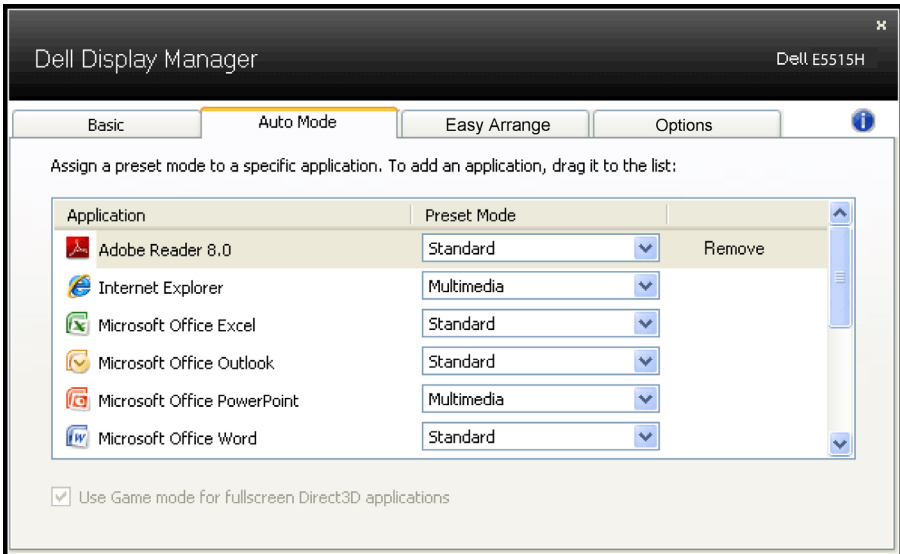 x
Dell Display Manager
Dell E5515H
Basic
Auto Mode
Easy Arrange
Options
i
Assign a preset mode to a specific application. To add an application, drag it to the list:
Application Preset Mode
Adobe Reader 8.0 Standard Remove
Internet Explorer Multimedia
Microsoft Office Excel Standard
Microsoft Office Outlook Standard
Microsoft Office PowerPoint Multimedia
Microsoft Office Word Standard
Use Game mode for fullscreen Direct3D applications